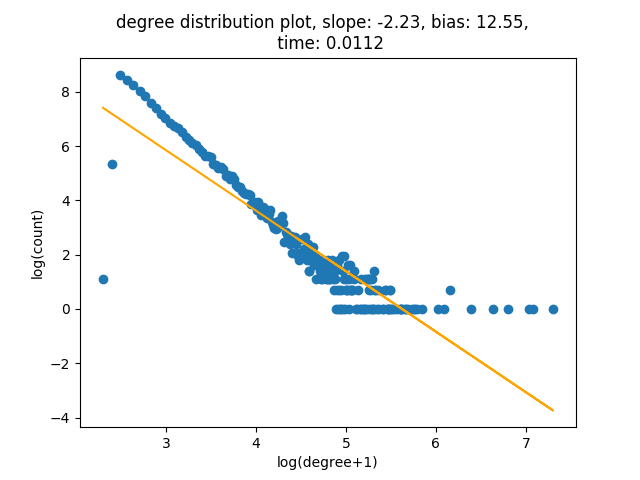 degree distribution plot, slope: -2.23, bias: 12.55,
time: 0.0112
log(count)
8
6
4
2
0
−2
−4
3 4 5 6 7
log(degree+1)